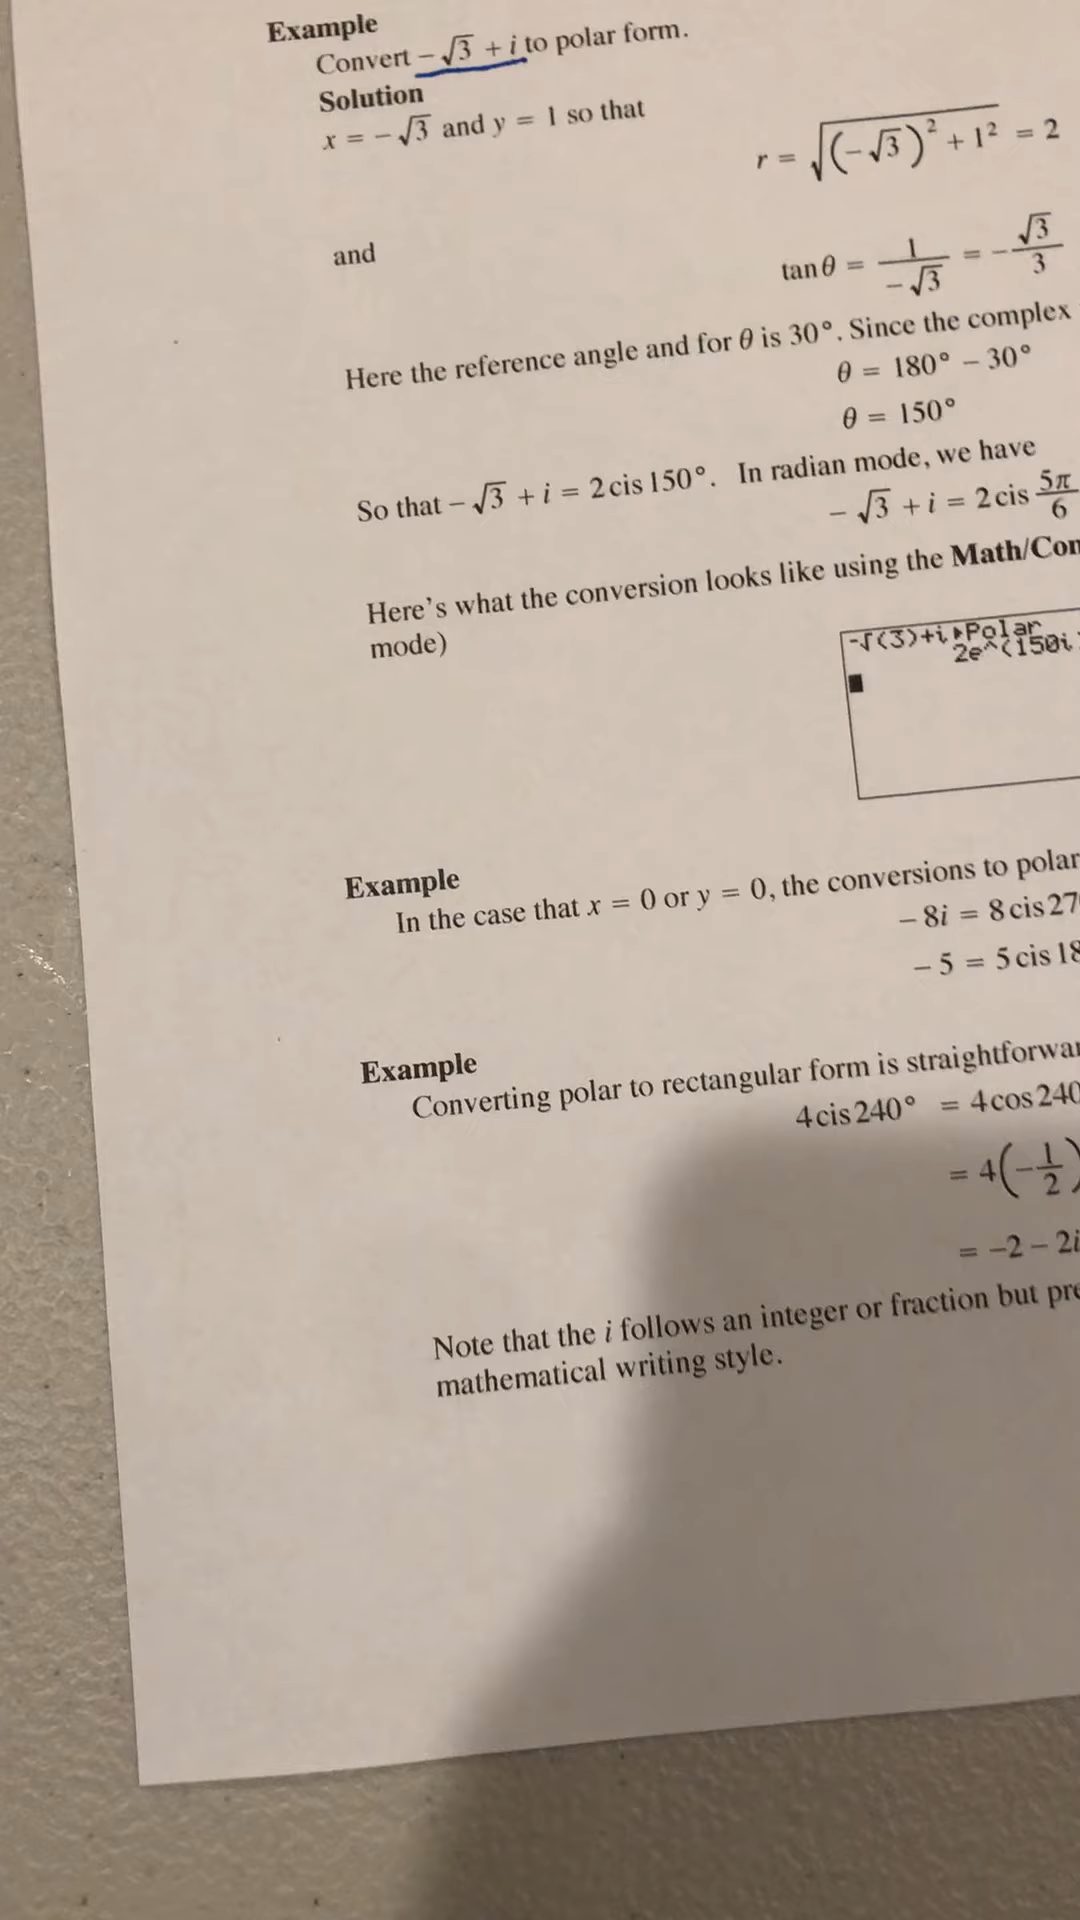 Example
Convert −√3 + i to polar form.
Solution
x = −√3 and y = 1 so that
r = √((−√3)² + 1²) = 2
and
tan θ = 1/−√3 = −√3/3
Here the reference angle and for θ is 30°. Since the complex
θ = 180° − 30°
θ = 150°
So that −√3 + i = 2 cis 150°. In radian mode, we have
−√3 + i = 2 cis 5π/6
Here's what the conversion looks like using the Math/Com
mode)
-√(3)+i▸Polar
2e^(150i
Example
In the case that x = 0 or y = 0, the conversions to polar
− 8i = 8 cis 27
− 5 = 5 cis 18
Example
Converting polar to rectangular form is straightforwar
4 cis 240° = 4 cos 240
= 4(−1/2)
= −2 − 2i
Note that the i follows an integer or fraction but pre
mathematical writing style.